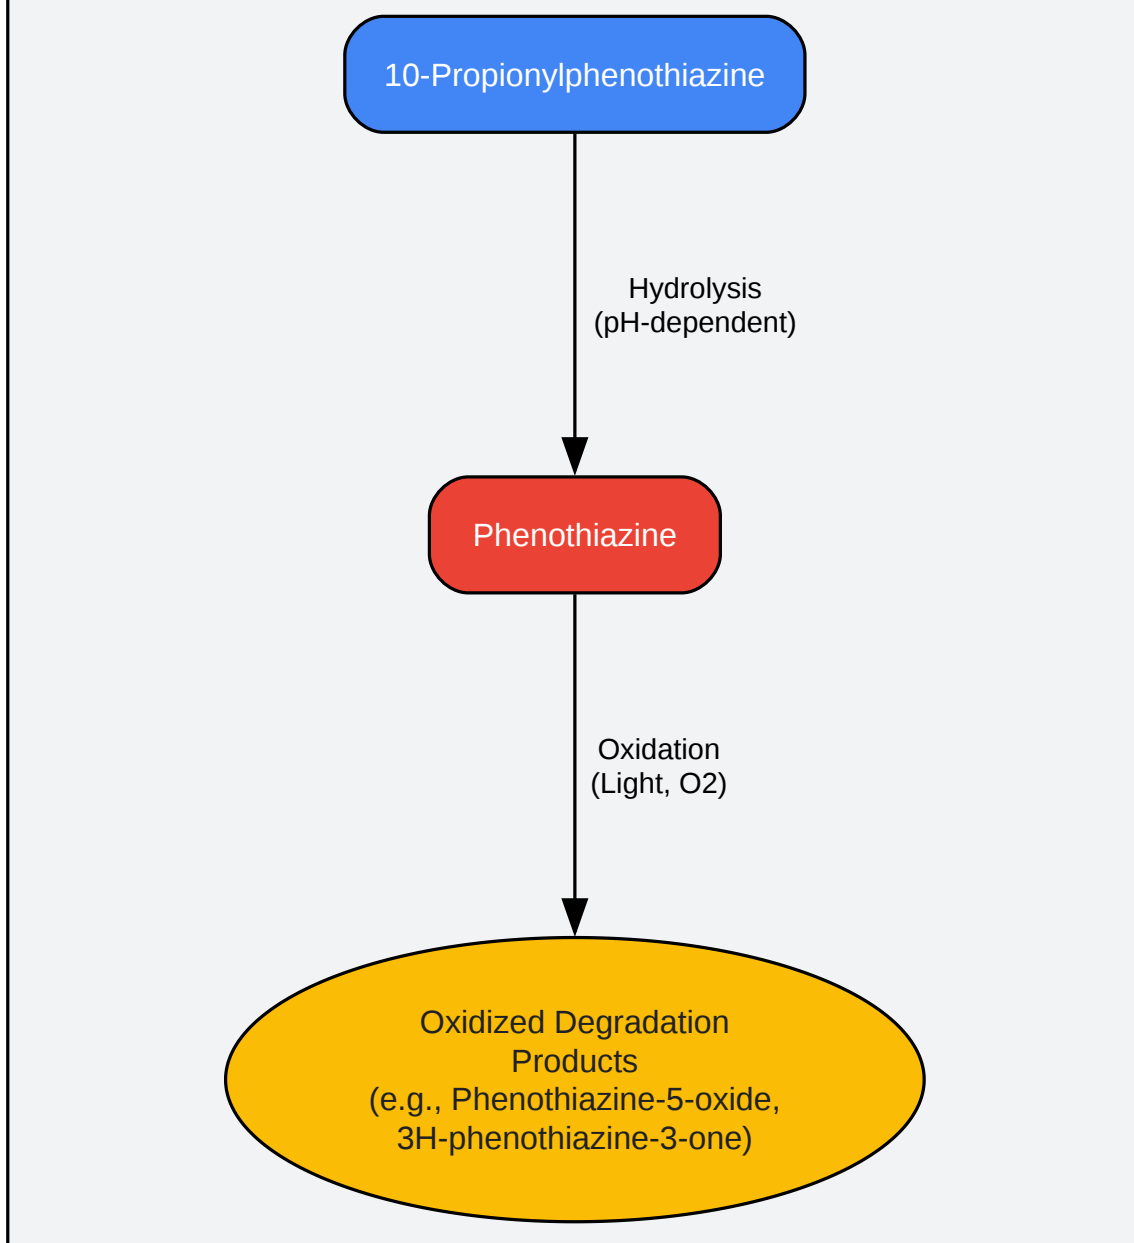 10-Propionylphenothiazine
Hydrolysis
(pH-dependent)
Phenothiazine
Oxidation
(Light, O2)
Oxidized Degradation
Products
(e.g., Phenothiazine-5-oxide,
3H-phenothiazine-3-one)